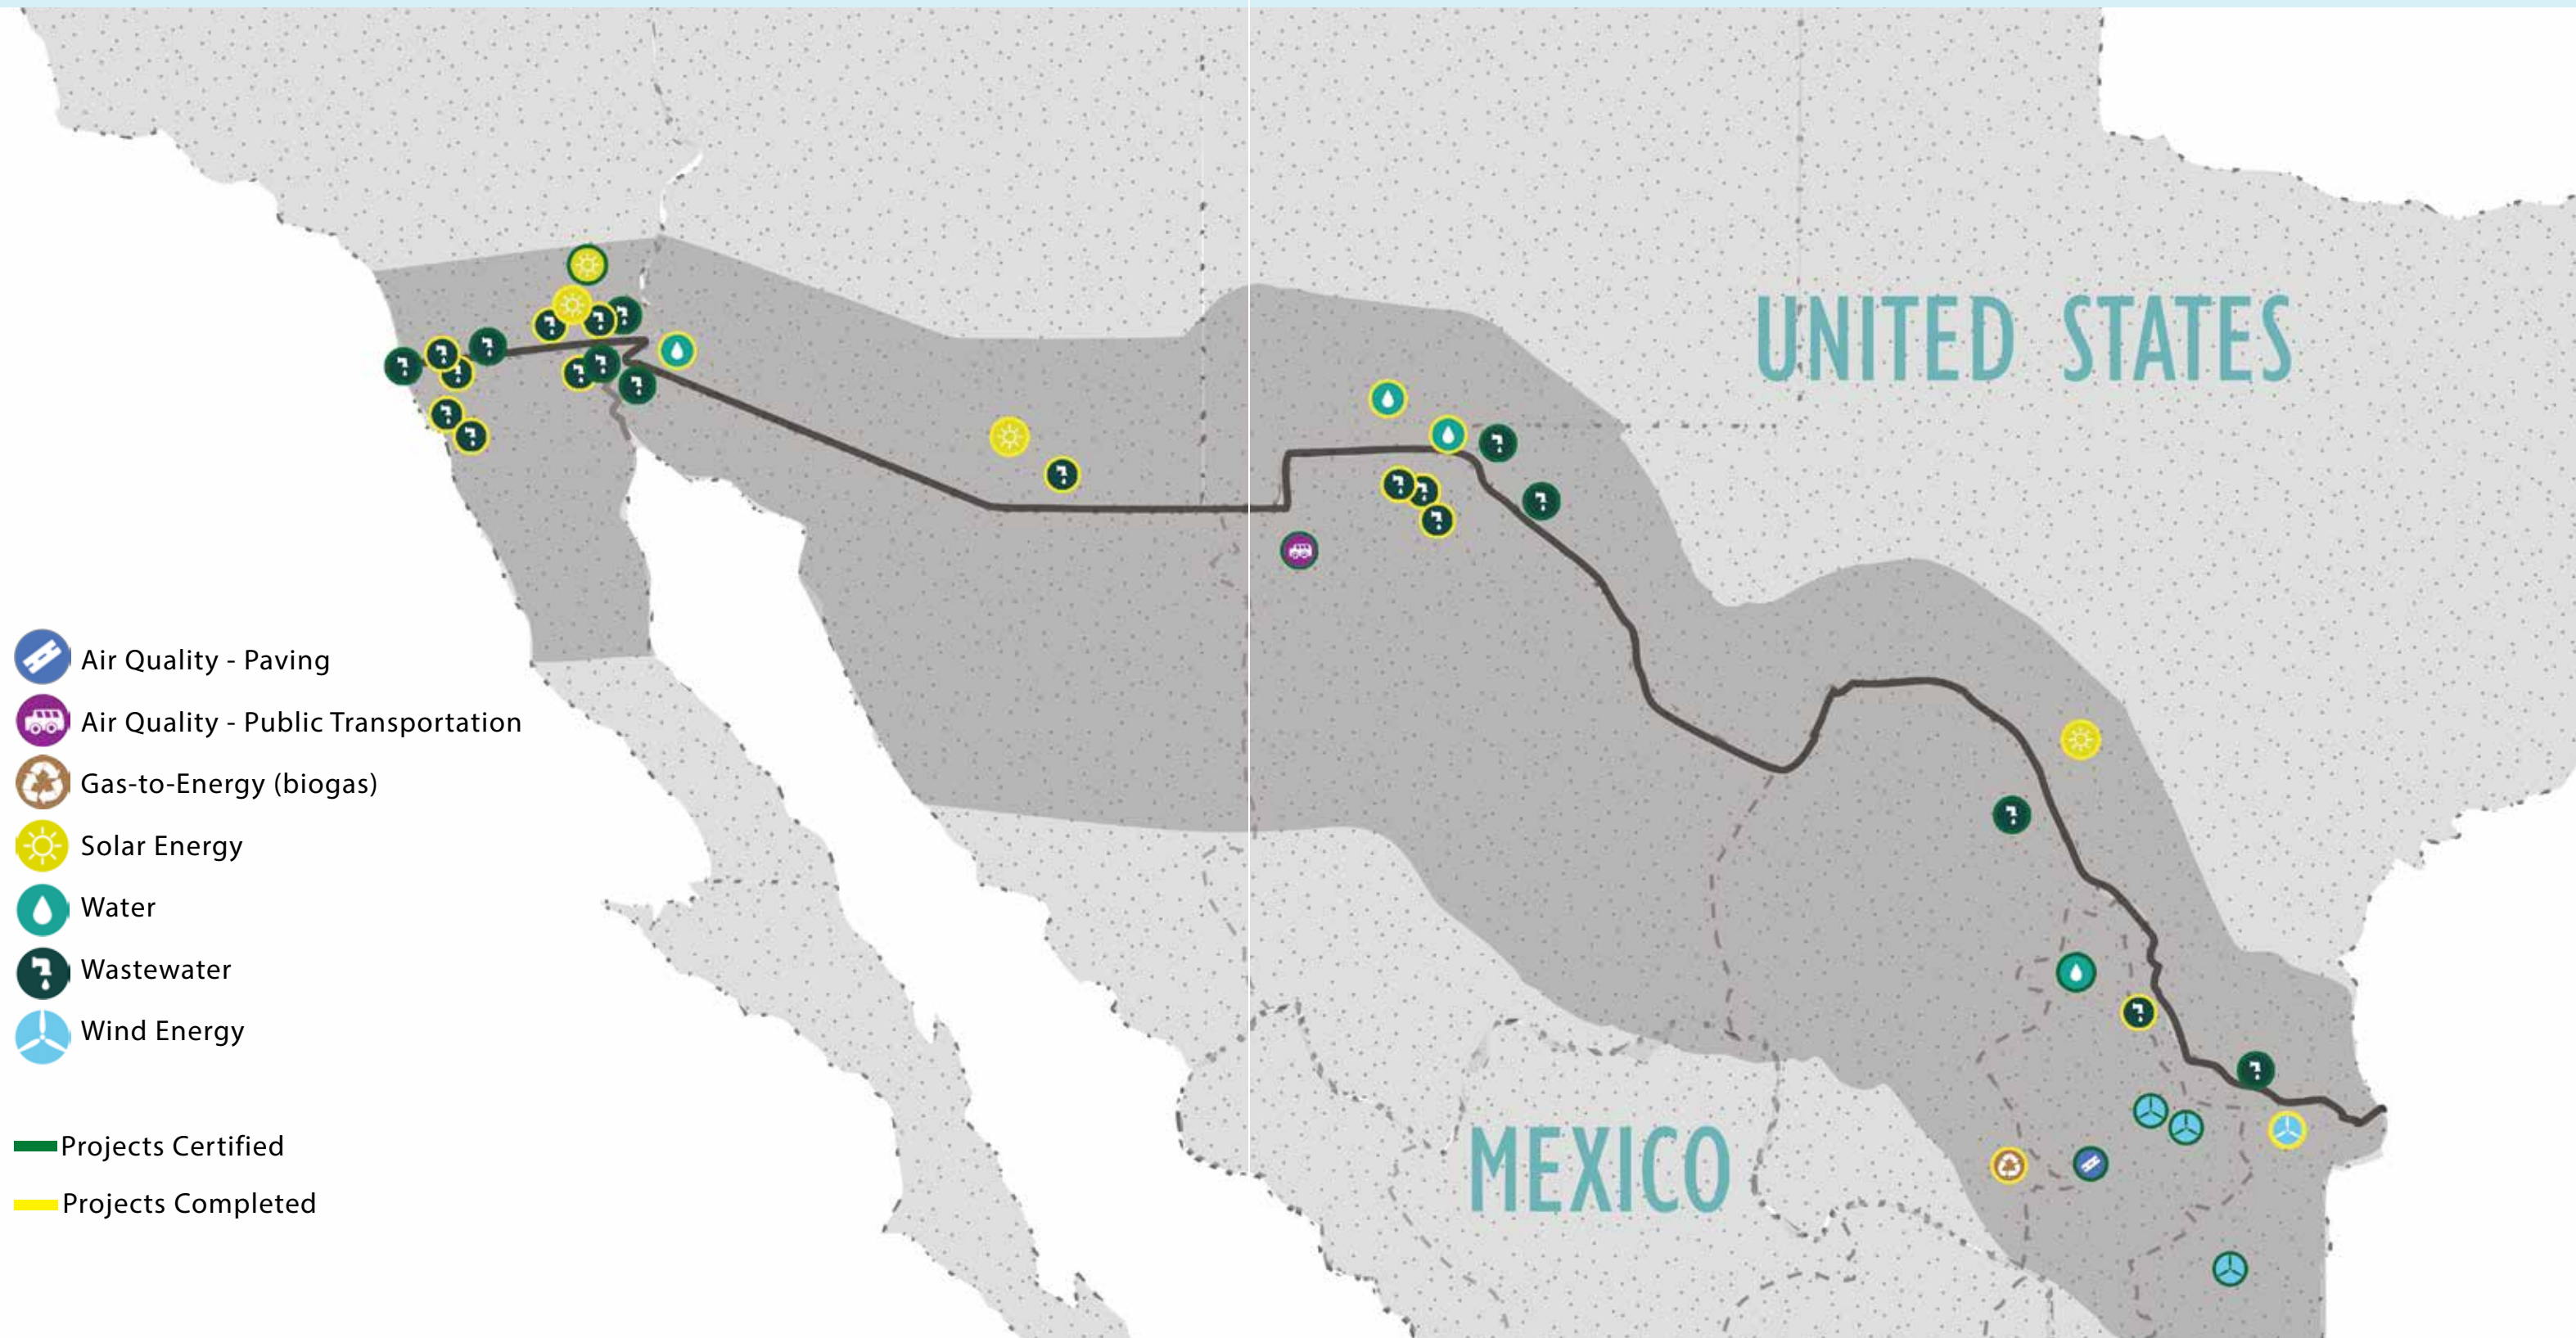 UNITED STATES
Air Quality - Paving
Air Quality - Public Transportation
Gas-to-Energy (biogas)
Solar Energy
Water
Wastewater
Wind Energy
Projects Certified
Projects Completed
MEXICO